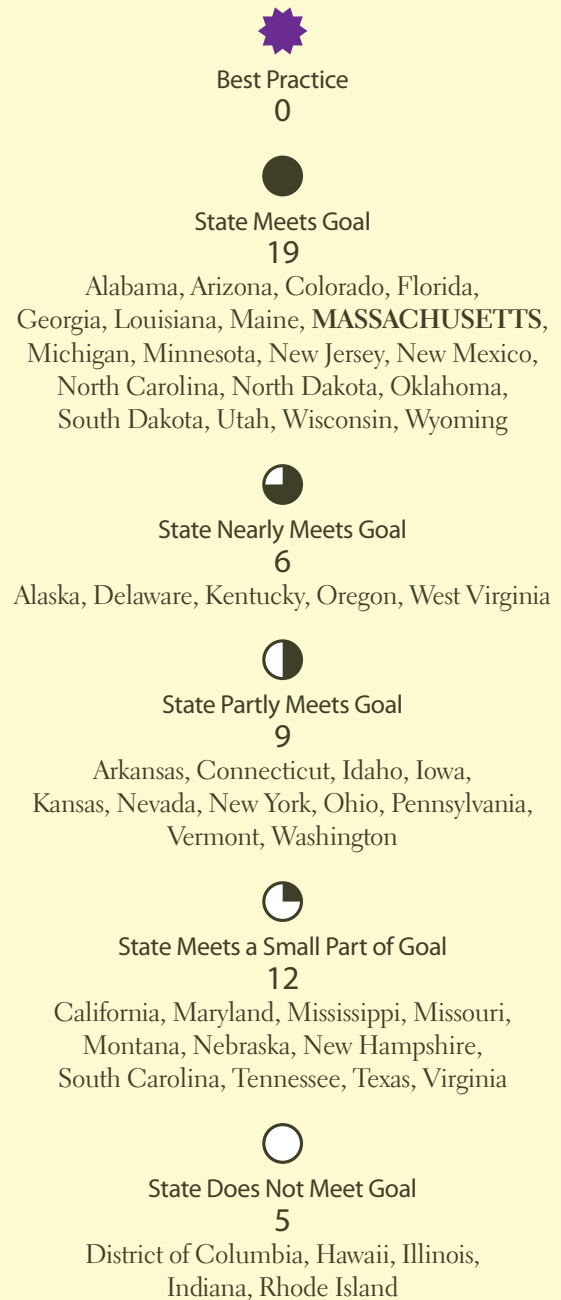 Best Practice
0
State Meets Goal
19
Alabama, Arizona, Colorado, Florida,
Georgia, Louisiana, Maine, MASSACHUSETTS,
Michigan, Minnesota, New Jersey, New Mexico,
North Carolina, North Dakota, Oklahoma,
South Dakota, Utah, Wisconsin, Wyoming
State Nearly Meets Goal
6
Alaska, Delaware, Kentucky, Oregon, West Virginia
State Partly Meets Goal
9
Arkansas, Connecticut, Idaho, Iowa,
Kansas, Nevada, New York, Ohio, Pennsylvania,
Vermont, Washington
State Meets a Small Part of Goal
12
California, Maryland, Mississippi, Missouri,
Montana, Nebraska, New Hampshire,
South Carolina, Tennessee, Texas, Virginia
State Does Not Meet Goal
5
District of Columbia, Hawaii, Illinois,
Indiana, Rhode Island